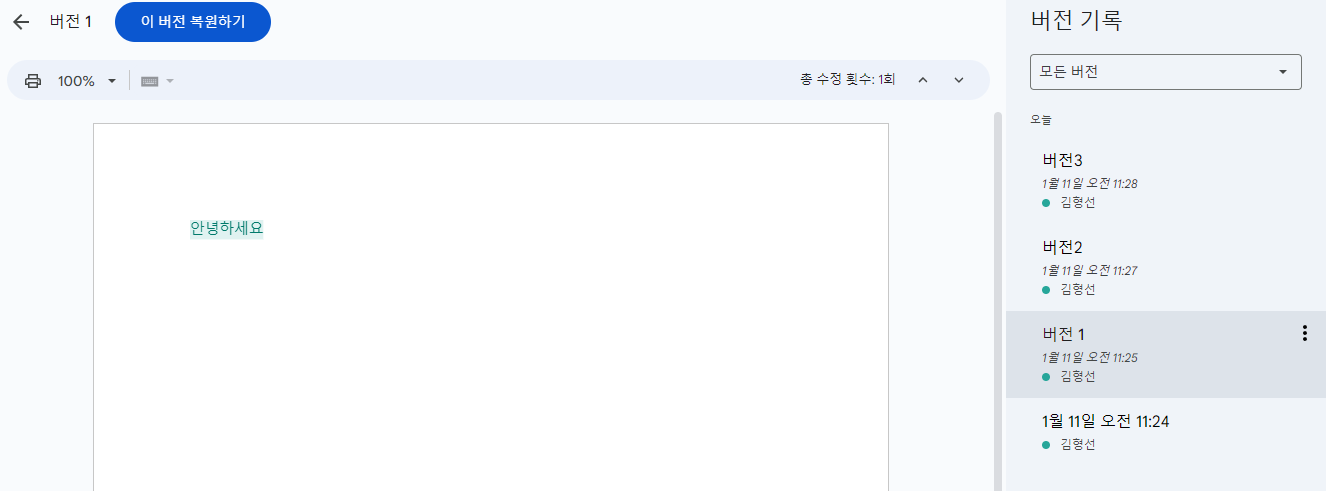 버전 1
이 버전 복원하기
100%
총 수정 횟수: 1회
안녕하세요
버전 기록
모든 버전
오늘
버전3
1월 11일 오전 11:28
김형선
버전2
1월 11일 오전 11:27
김형선
버전 1
1월 11일 오전 11:25
김형선
1월 11일 오전 11:24
김형선